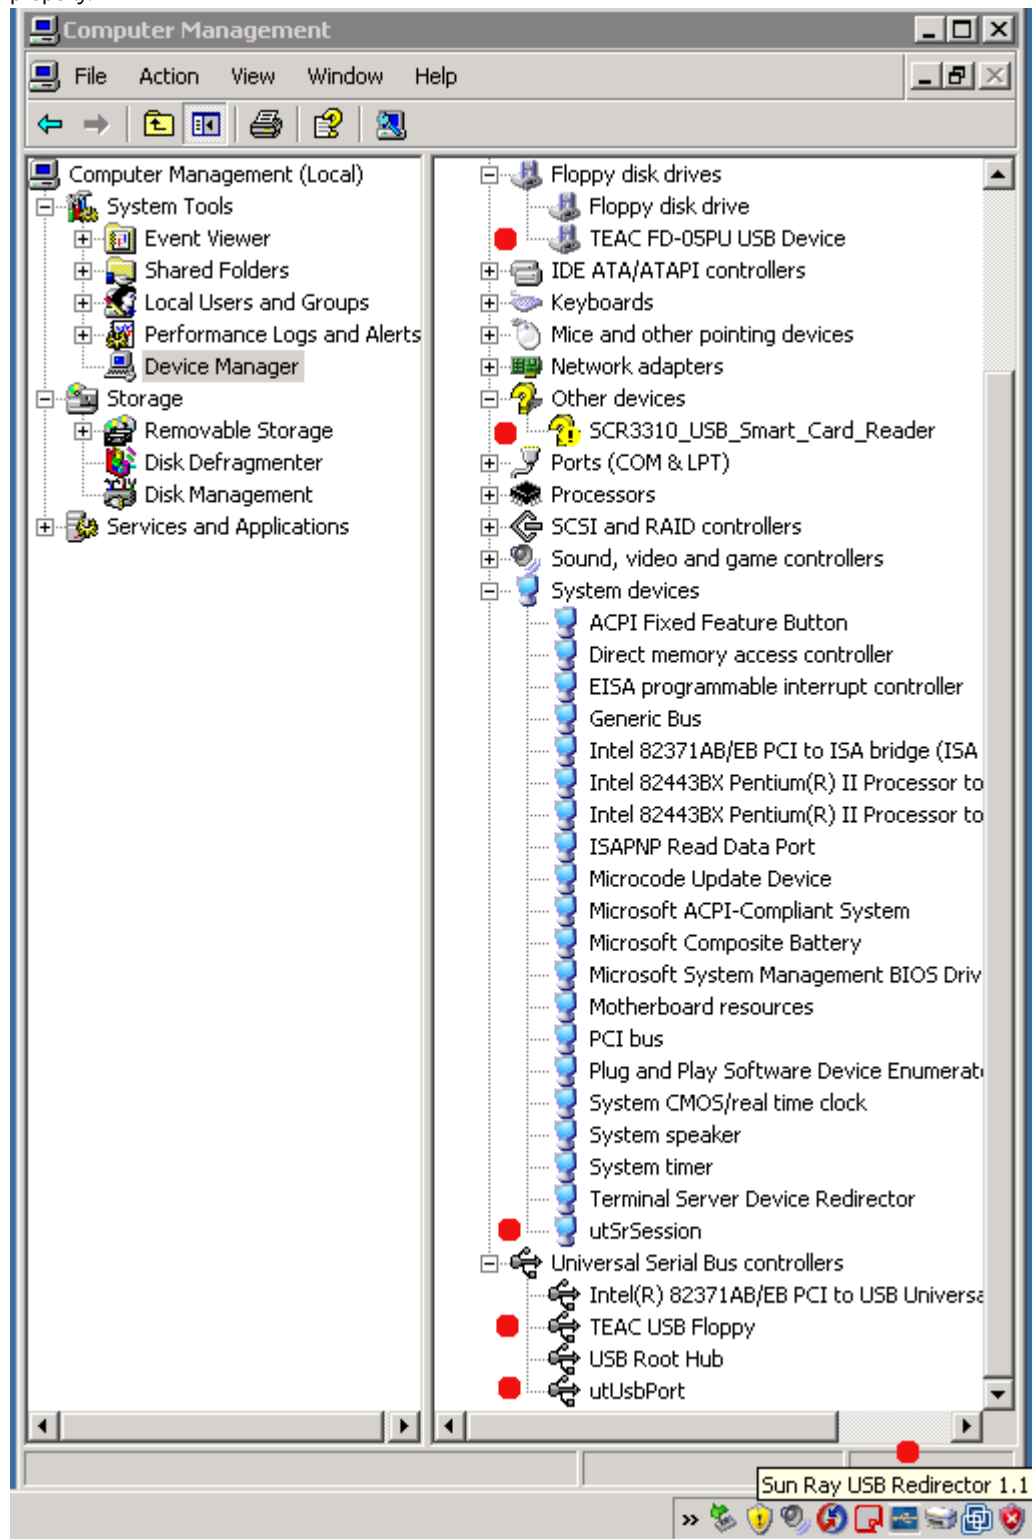 Computer Management
File Action View Window Help
Computer Management (Local)
System Tools
Event Viewer
Shared Folders
Local Users and Groups
Performance Logs and Alerts
Device Manager
Storage
Removable Storage
Disk Defragmenter
Disk Management
Services and Applications
Floppy disk drives
Floppy disk drive
TEAC FD-05PU USB Device
IDE ATA/ATAPI controllers
Keyboards
Mice and other pointing devices
Network adapters
Other devices
SCR3310_USB_Smart_Card_Reader
Ports (COM & LPT)
Processors
SCSI and RAID controllers
Sound, video and game controllers
System devices
ACPI Fixed Feature Button
Direct memory access controller
EISA programmable interrupt controller
Generic Bus
Intel 82371AB/EB PCI to ISA bridge (ISA
Intel 82443BX Pentium(R) II Processor to
Intel 82443BX Pentium(R) II Processor to
ISAPNP Read Data Port
Microcode Update Device
Microsoft ACPI-Compliant System
Microsoft Composite Battery
Microsoft System Management BIOS Driv
Motherboard resources
PCI bus
Plug and Play Software Device Enumerat
System CMOS/real time clock
System speaker
System timer
Terminal Server Device Redirector
utSrSession
Universal Serial Bus controllers
Intel(R) 82371AB/EB PCI to USB Universa
TEAC USB Floppy
USB Root Hub
utUsbPort
Sun Ray USB Redirector 1.1